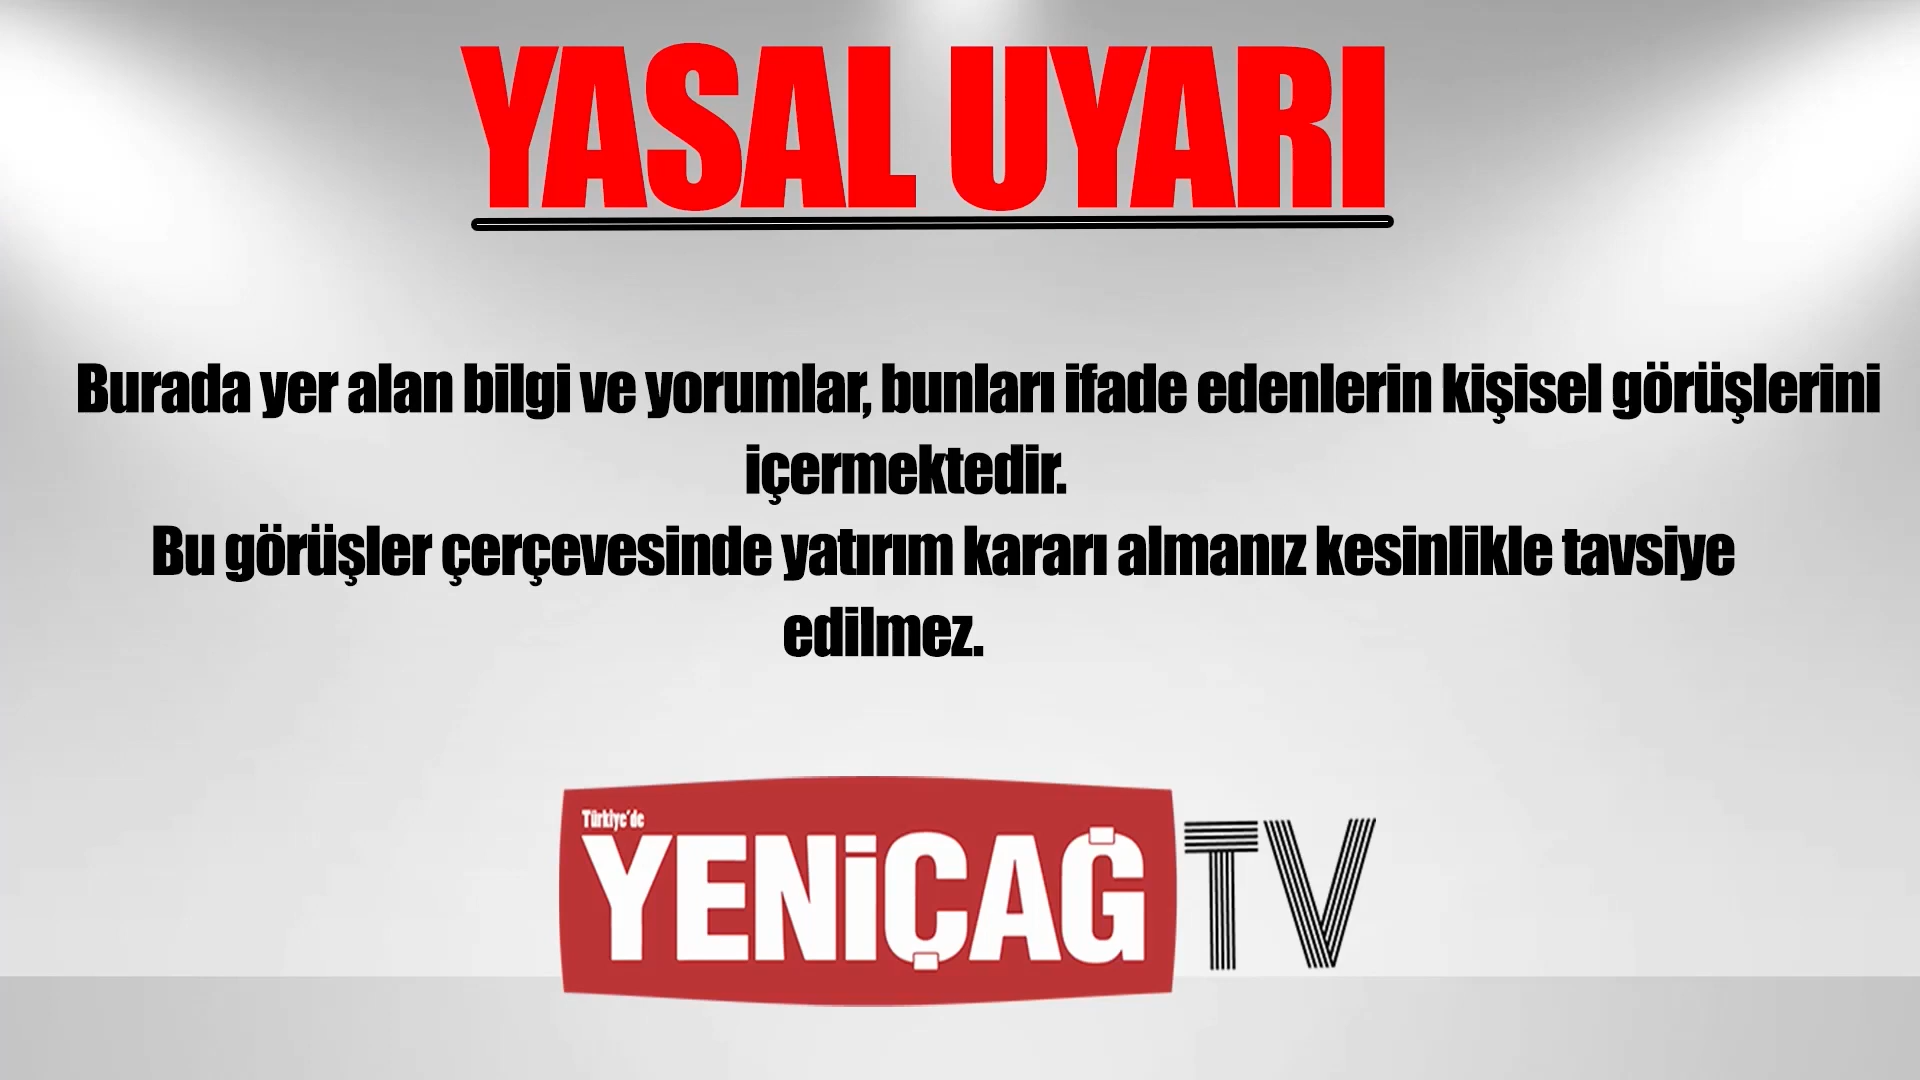 YASAL UYARI
Burada yer alan bilgi ve yorumlar, bunları ifade edenlerin kişisel görüşlerini
içermektedir.
Bu görüşler çerçevesinde yatırım kararı almanız kesinlikle tavsiye
edilmez.
Türkiye'de
YENİÇAĞ TV